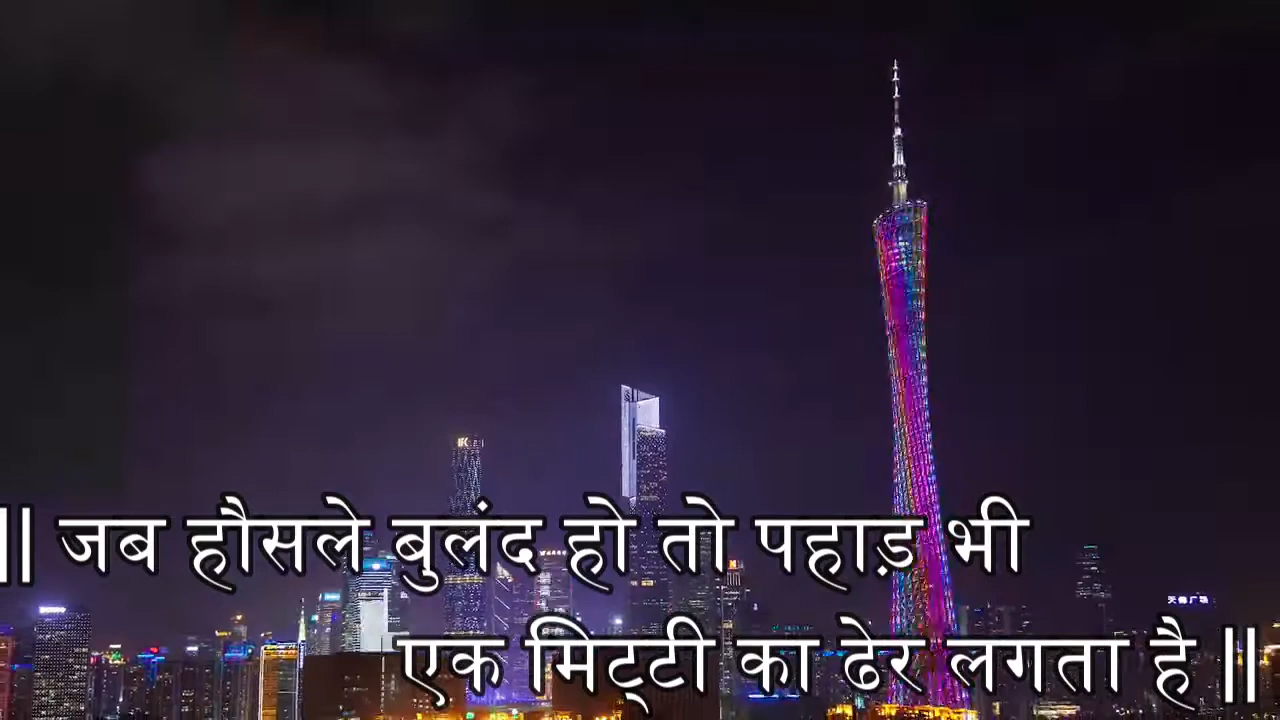 || जब हौसले बुलंद हो तो पहाड़ भी
एक मिट्टी का ढेर लगता है ||